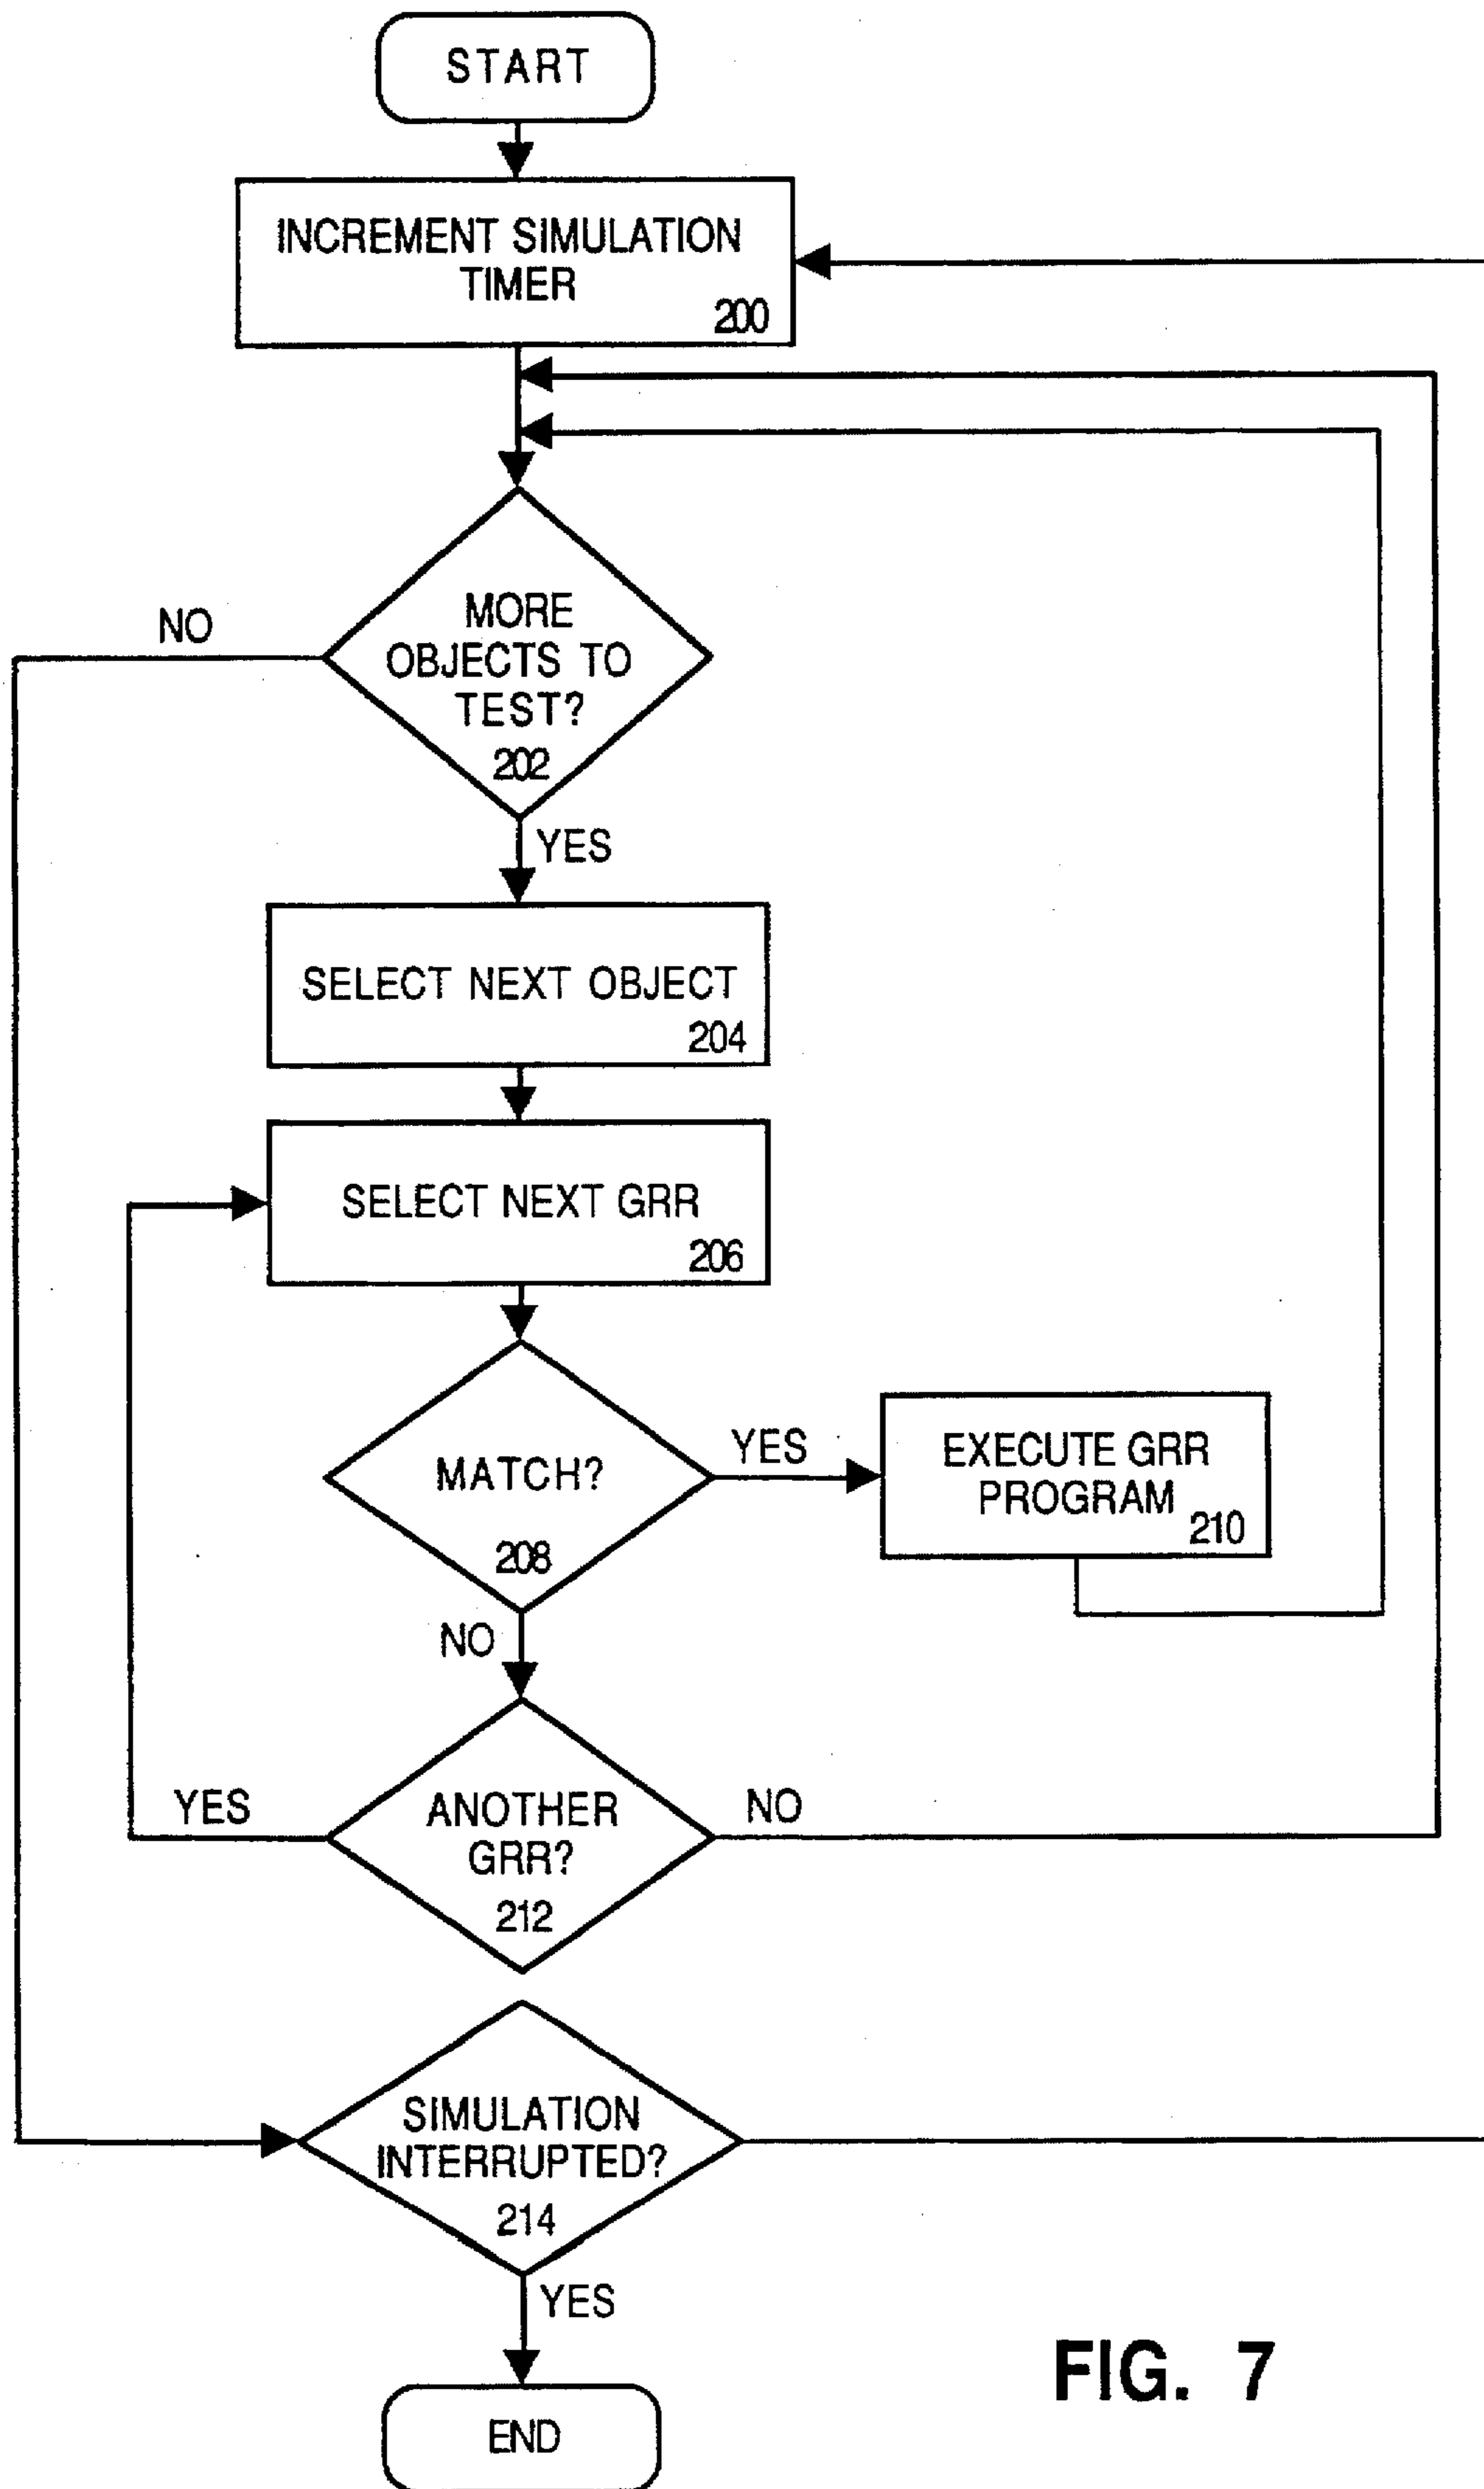 START
INCREMENT SIMULATION
TIMER
200
MORE
OBJECTS TO
TEST?
202
NO
YES
SELECT NEXT OBJECT
204
SELECT NEXT GRR
206
MATCH?
208
YES
EXECUTE GRR
PROGRAM
210
NO
ANOTHER
GRR?
212
YES
NO
SIMULATION
INTERRUPTED?
214
YES
END
FIG. 7